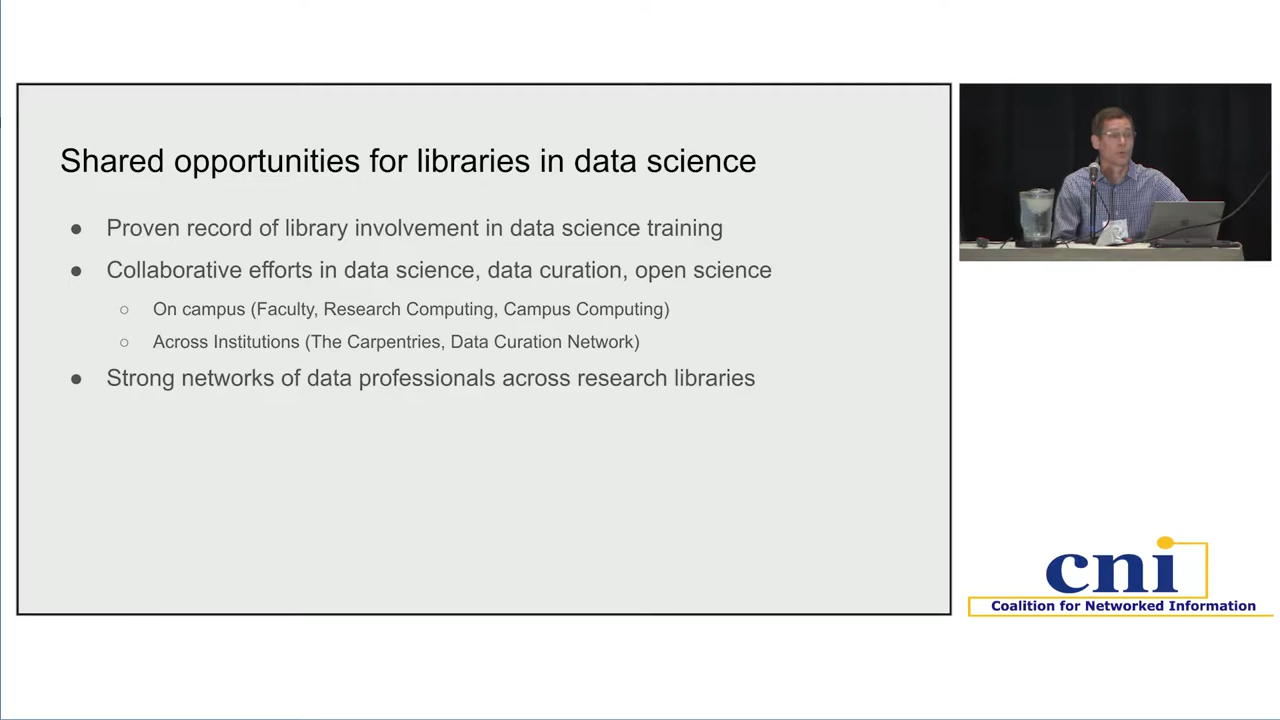 Shared opportunities for libraries in data science
● Proven record of library involvement in data science training
● Collaborative efforts in data science, data curation, open science
○ On campus (Faculty, Research Computing, Campus Computing)
○ Across Institutions (The Carpentries, Data Curation Network)
● Strong networks of data professionals across research libraries
cni
Coalition for Networked Information